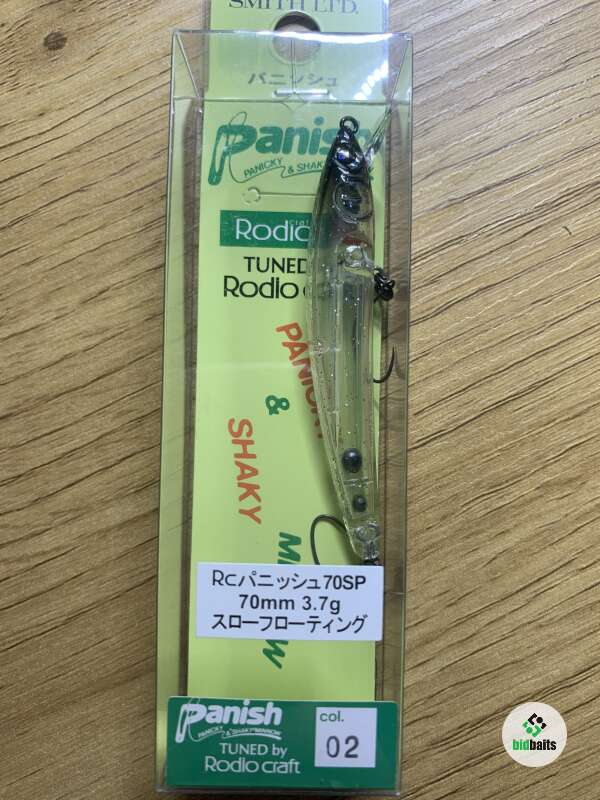 SMITH LTD.
パニッシュ
Panish
PANICKY & SHAKY
craft
Rodio
TUNED
Rodio c
PANICKY
&
SHAKY
RCパニッシュ70SP
70mm 3.7g
スローフローティング
Panish
PANICKY & SHAKY MINNOW
TUNED by
Rodio craft
col.
02
bidbaits